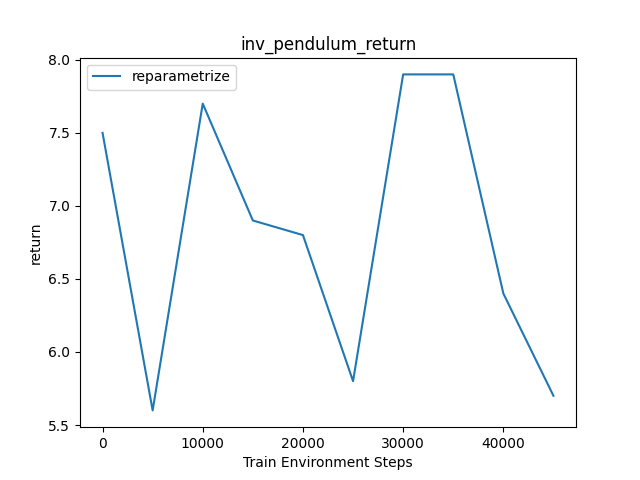 inv_pendulum_return
reparametrize
8.0
7.5
7.0
6.5
6.0
5.5
return
0 10000 20000 30000 40000
Train Environment Steps